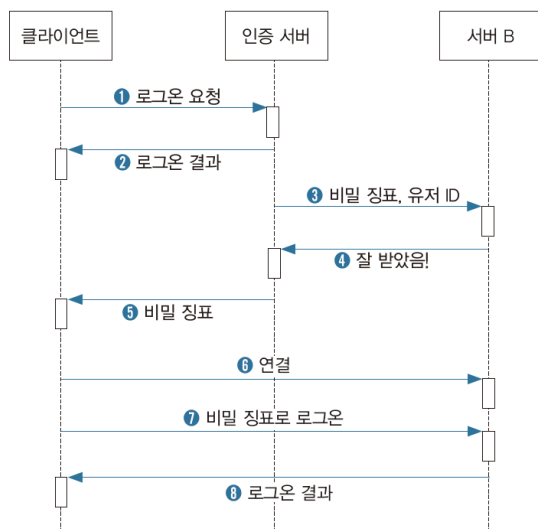 클라이언트
인증 서버
서버 B
❶ 로그온 요청
❷ 로그온 결과
❸ 비밀 징표, 유저 ID
❹ 잘 받았음!
❺ 비밀 징표
❻ 연결
❼ 비밀 징표로 로그온
❽ 로그온 결과